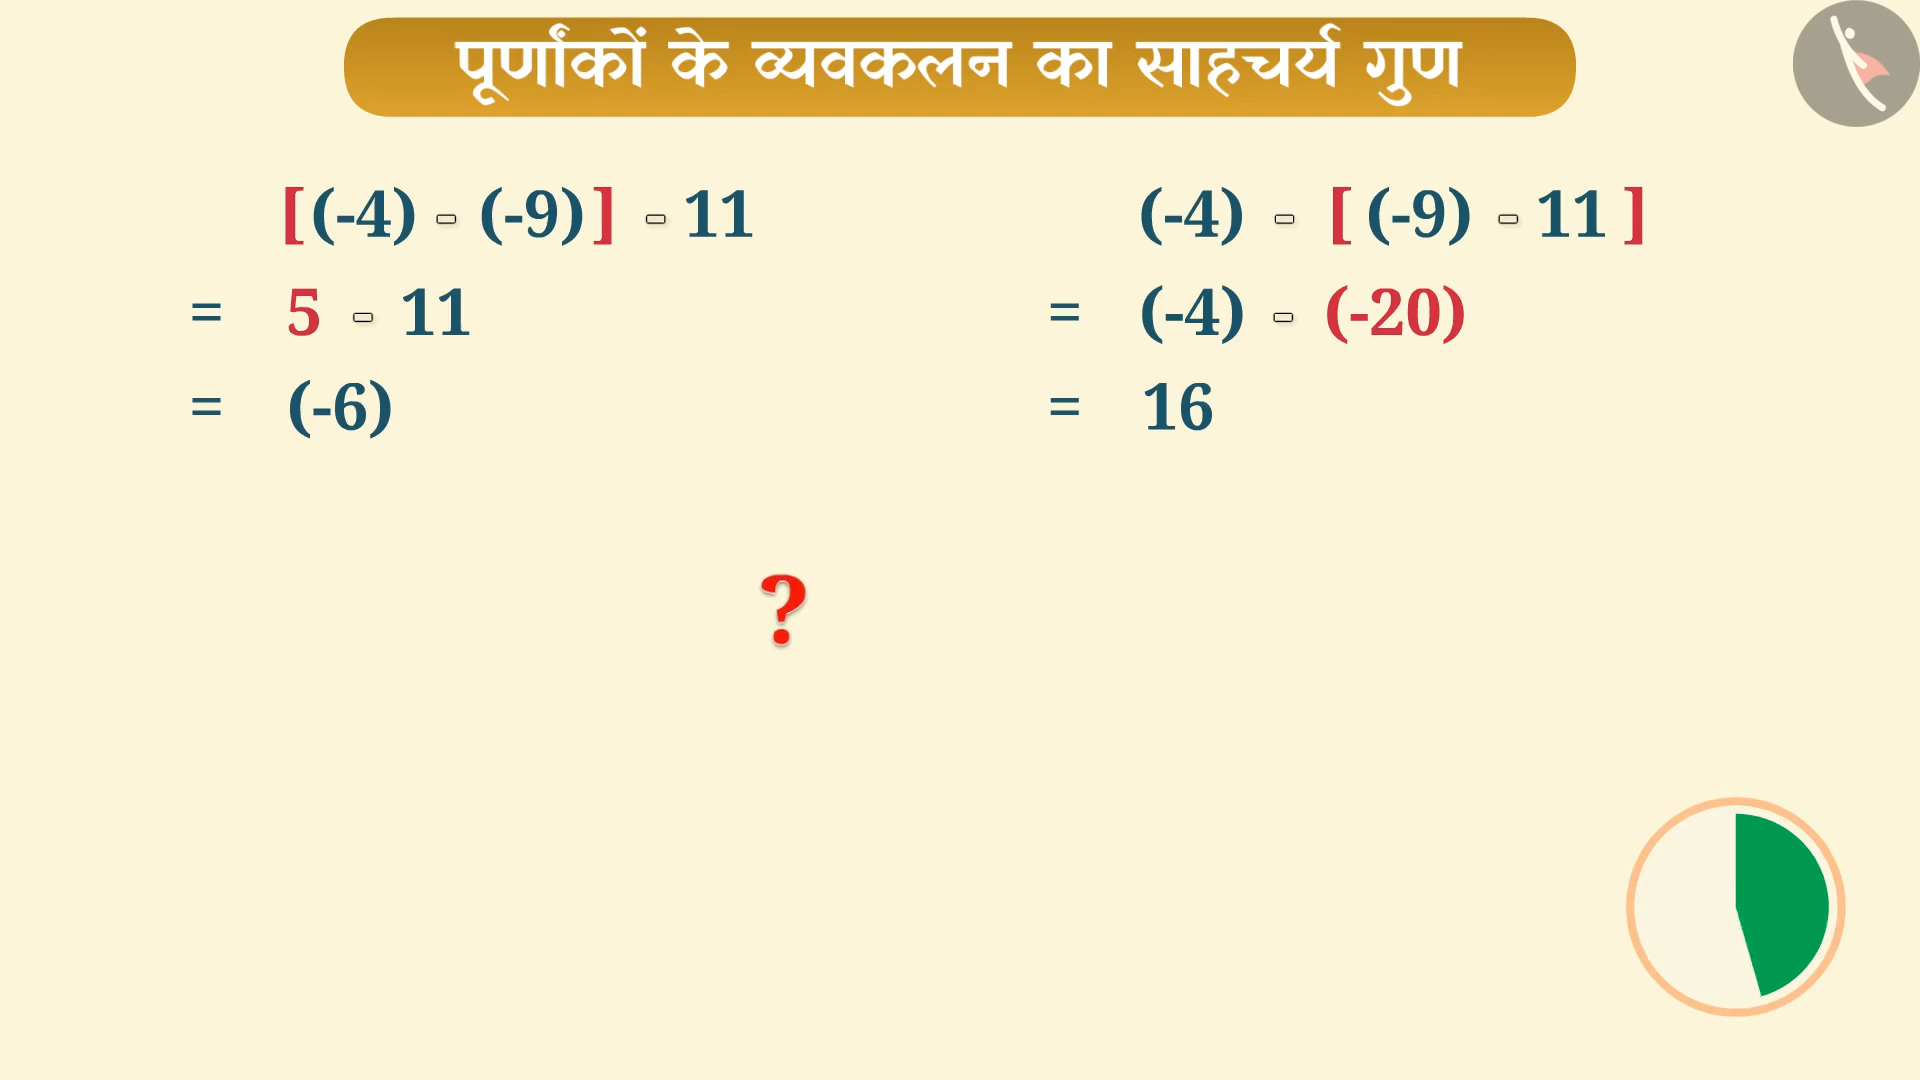 पूर्णांकों के व्यवकलन का साहचर्य गुण
[(-4) - (-9)] - 11
= 5 - 11
= (-6)
(-4) - [(-9) - 11]
= (-4) - (-20)
= 16
?